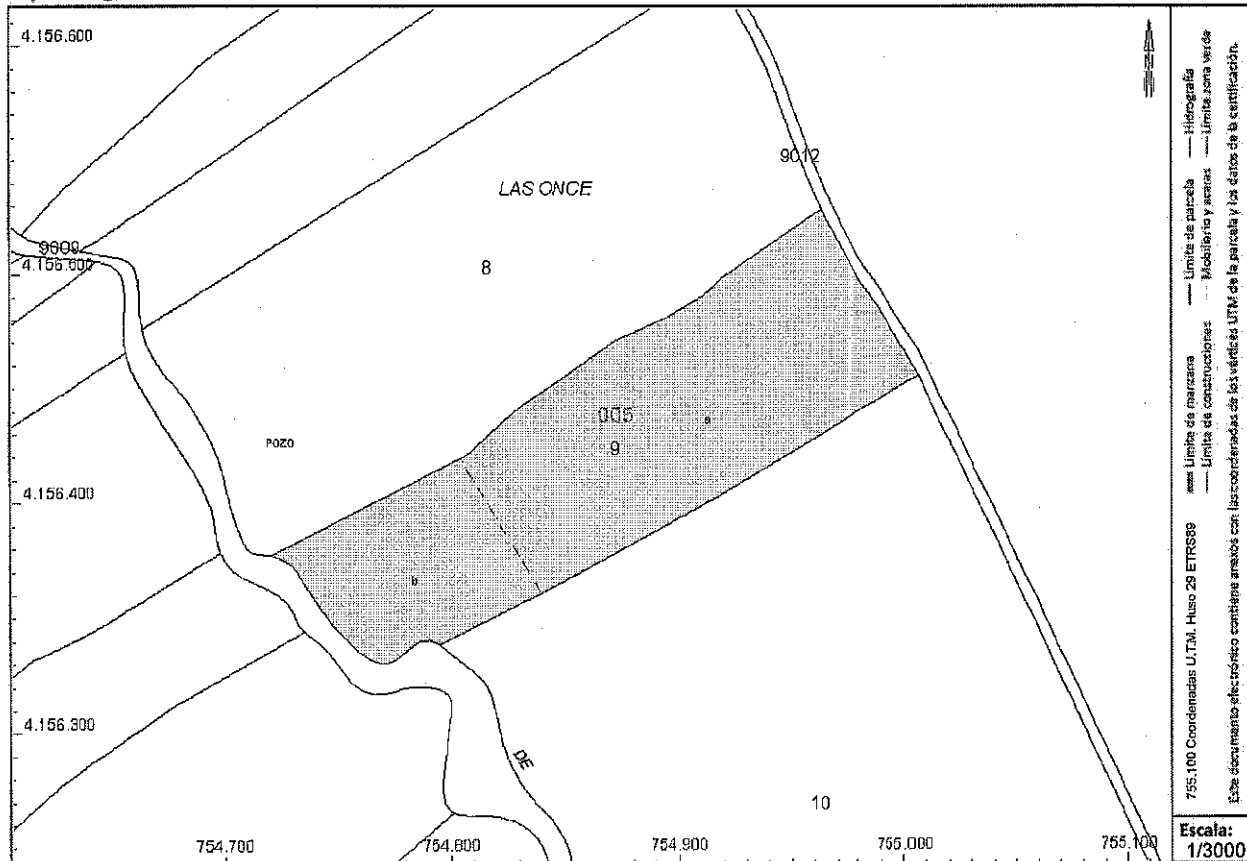 4.156.600
9012
LAS ONCE
9009
4.156.500
8
005
a
POZO
9
4.156.400
b
4.156.300
DE
10
754.700
754.800
754.900
755.000
755.100
755.100 Coordenadas U.T.M. Huso 29 ETRS89
Límite de manzana
Límite de parcela
Hidrografía
Límite de construcciones
Mobiliario y aceras
Límite zona verde
Este documento electrónico contiene anexos con las coordenadas de los vértices UTM de la parcela y los datos de la certificación.
Escala:
1/3000